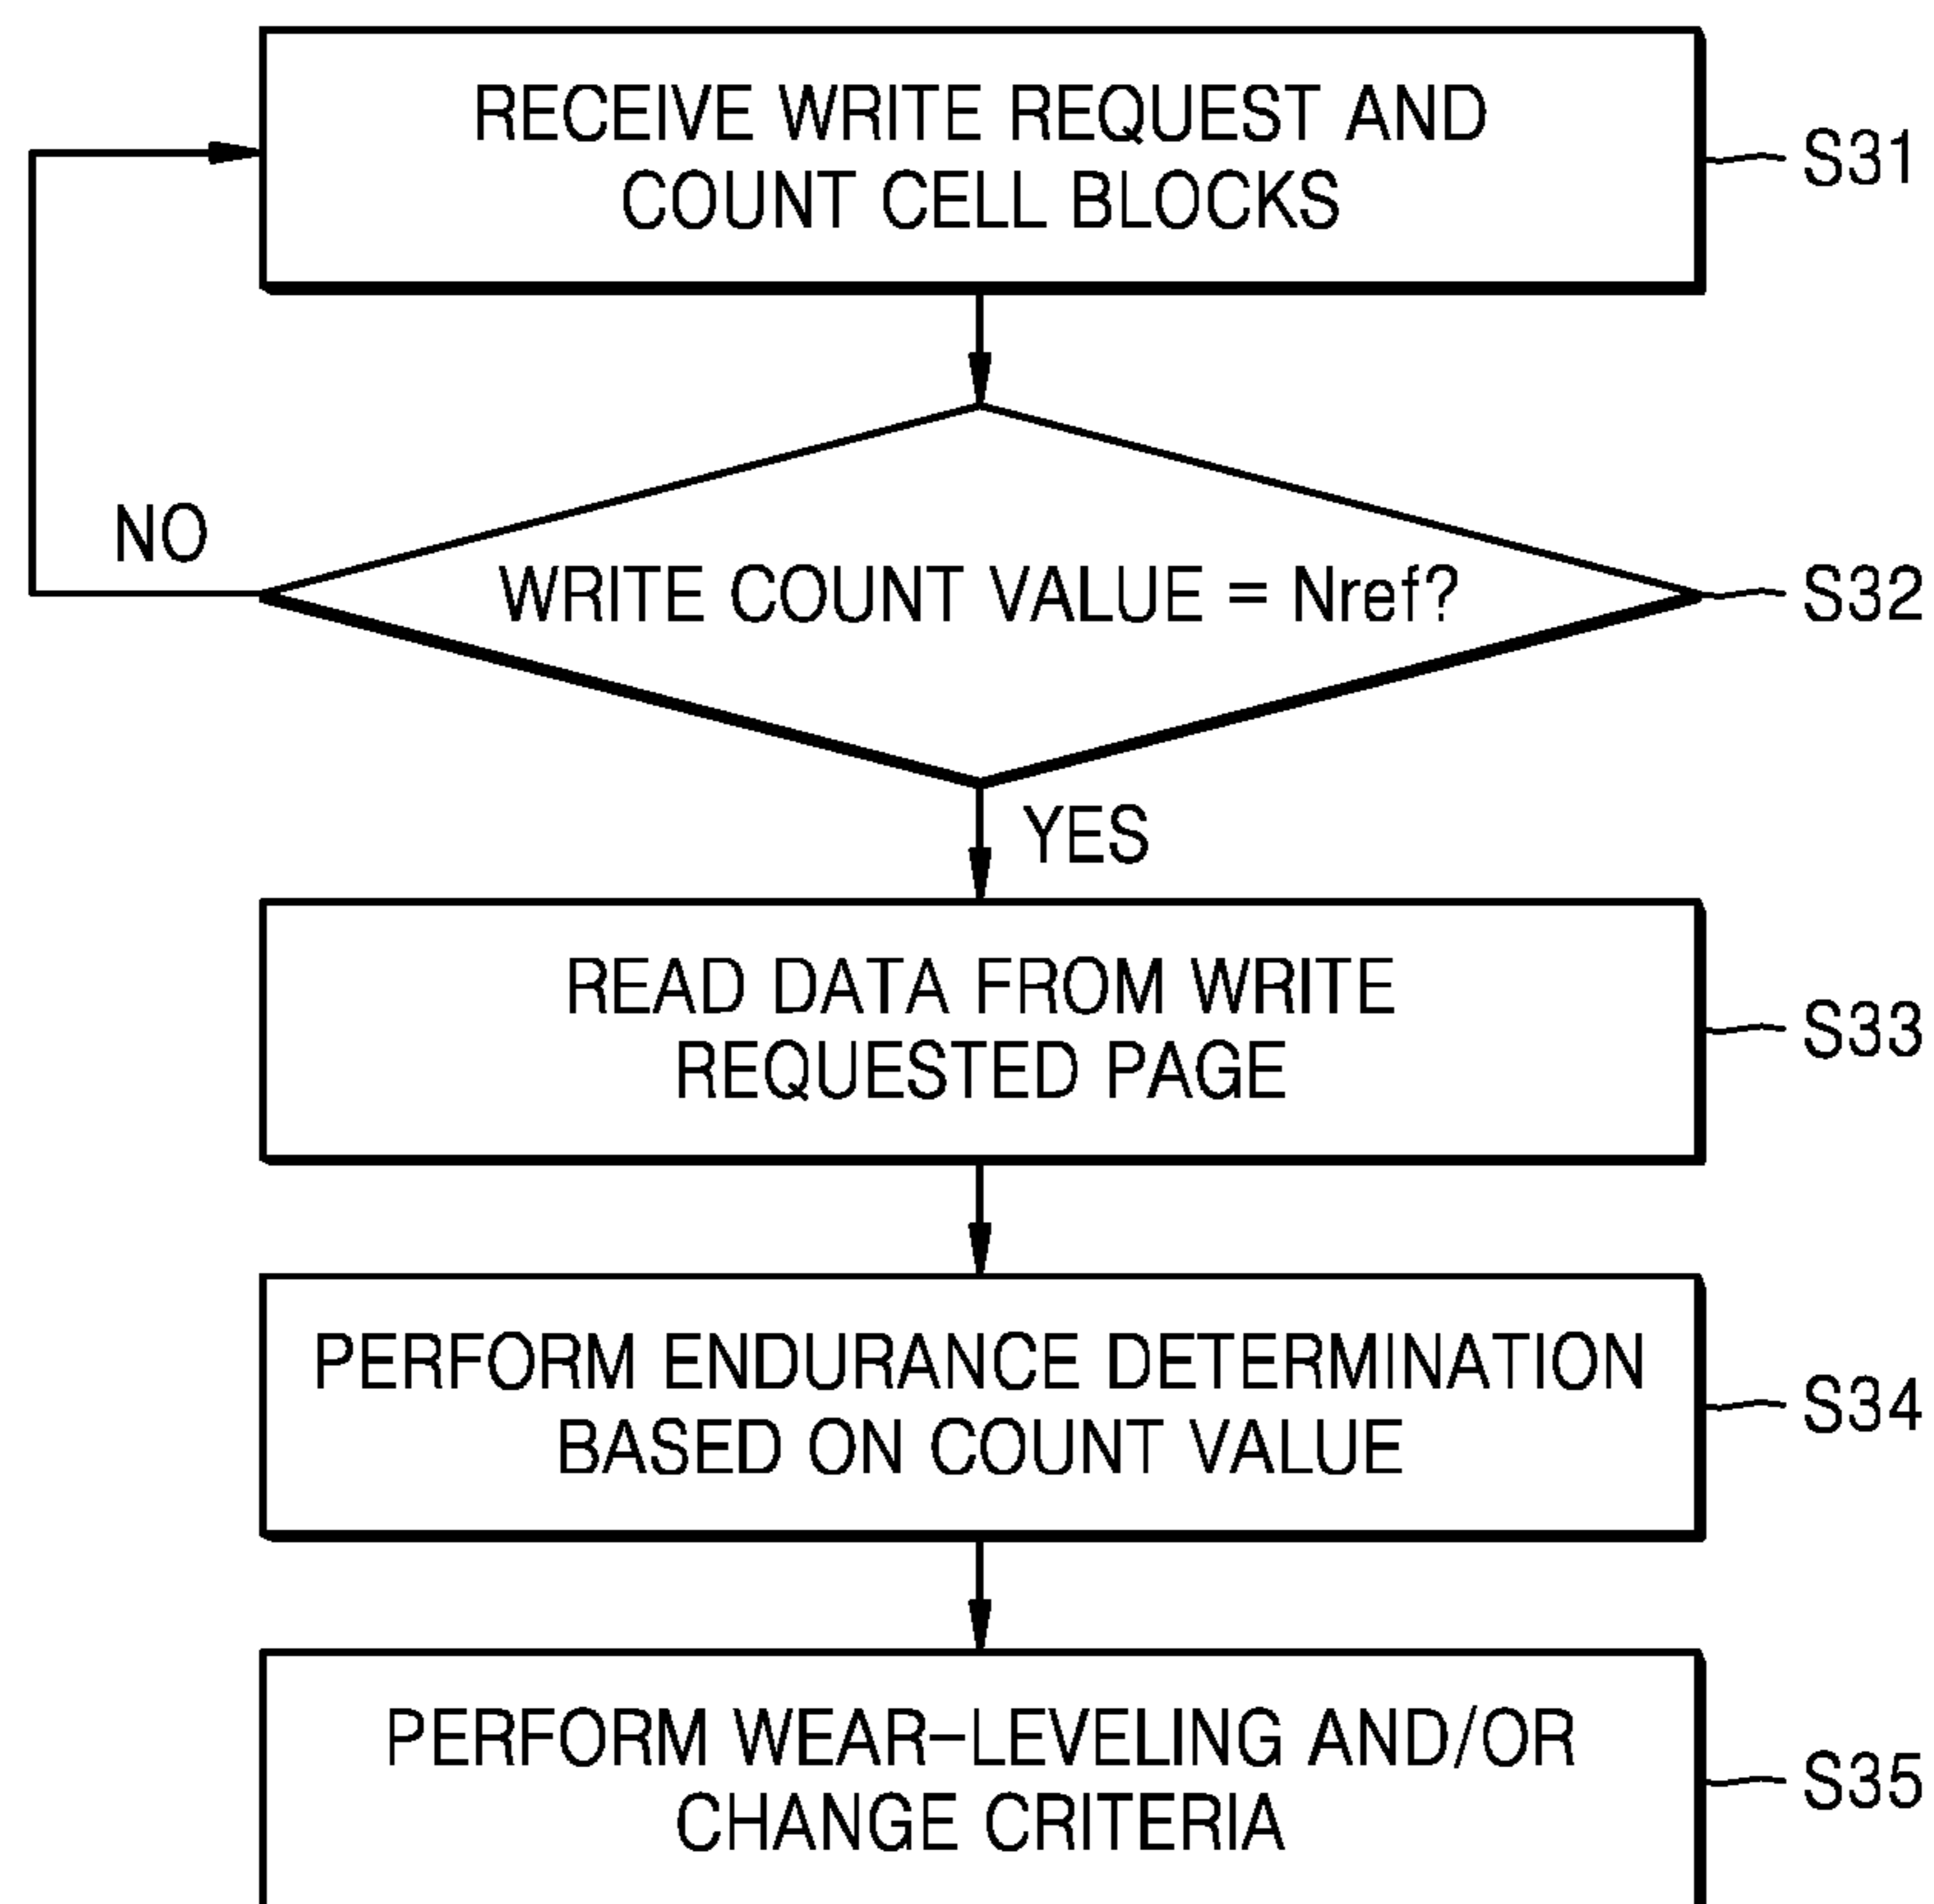 RECEIVE WRITE REQUEST AND
COUNT CELL BLOCKS
S31
NO
WRITE COUNT VALUE = Nref?
S32
YES
READ DATA FROM WRITE
REQUESTED PAGE
S33
PERFORM ENDURANCE DETERMINATION
BASED ON COUNT VALUE
S34
PERFORM WEAR-LEVELING AND/OR
CHANGE CRITERIA
S35